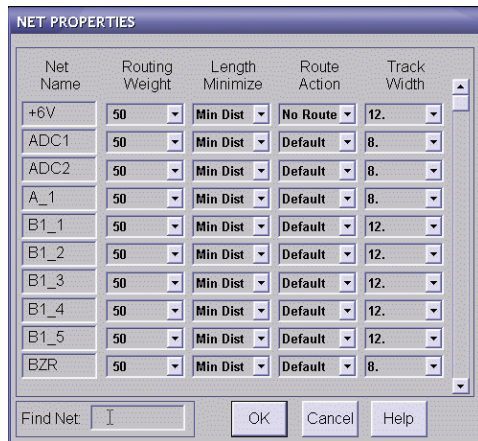 NET PROPERTIES
Net Name Routing Weight Length Minimize Route Action Track Width
+6V 50 Min Dist No Route 12.
ADC1 50 Min Dist Default 8.
ADC2 50 Min Dist Default 8.
A_1 50 Min Dist Default 8.
B1_1 50 Min Dist Default 12.
B1_2 50 Min Dist Default 12.
B1_3 50 Min Dist Default 12.
B1_4 50 Min Dist Default 12.
B1_5 50 Min Dist Default 12.
BZR 50 Min Dist Default 8.
Find Net: OK Cancel Help